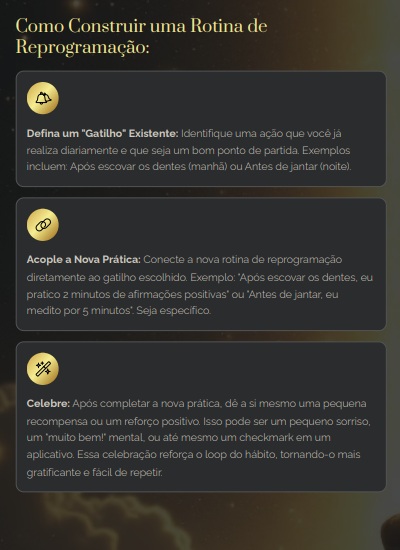 Como Construir uma Rotina de
Reprogramação:
Defina um "Gatilho" Existente: Identifique uma ação que você já
realiza diariamente e que seja um bom ponto de partida. Exemplos
incluem: Após escovar os dentes (manhã) ou Antes de jantar (noite).
Acople a Nova Prática: Conecte a nova rotina de reprogramação
diretamente ao gatilho escolhido. Exemplo: "Após escovar os dentes, eu
pratico 2 minutos de afirmações positivas" ou "Antes de jantar, eu
medito por 5 minutos". Seja específico.
Celebre: Após completar a nova prática, dê a si mesmo uma pequena
recompensa ou um reforço positivo. Isso pode ser um pequeno sorriso,
um "muito bem!" mental, ou até mesmo um checkmark em um
aplicativo. Essa celebração reforça o loop do hábito, tornando-o mais
gratificante e fácil de repetir.